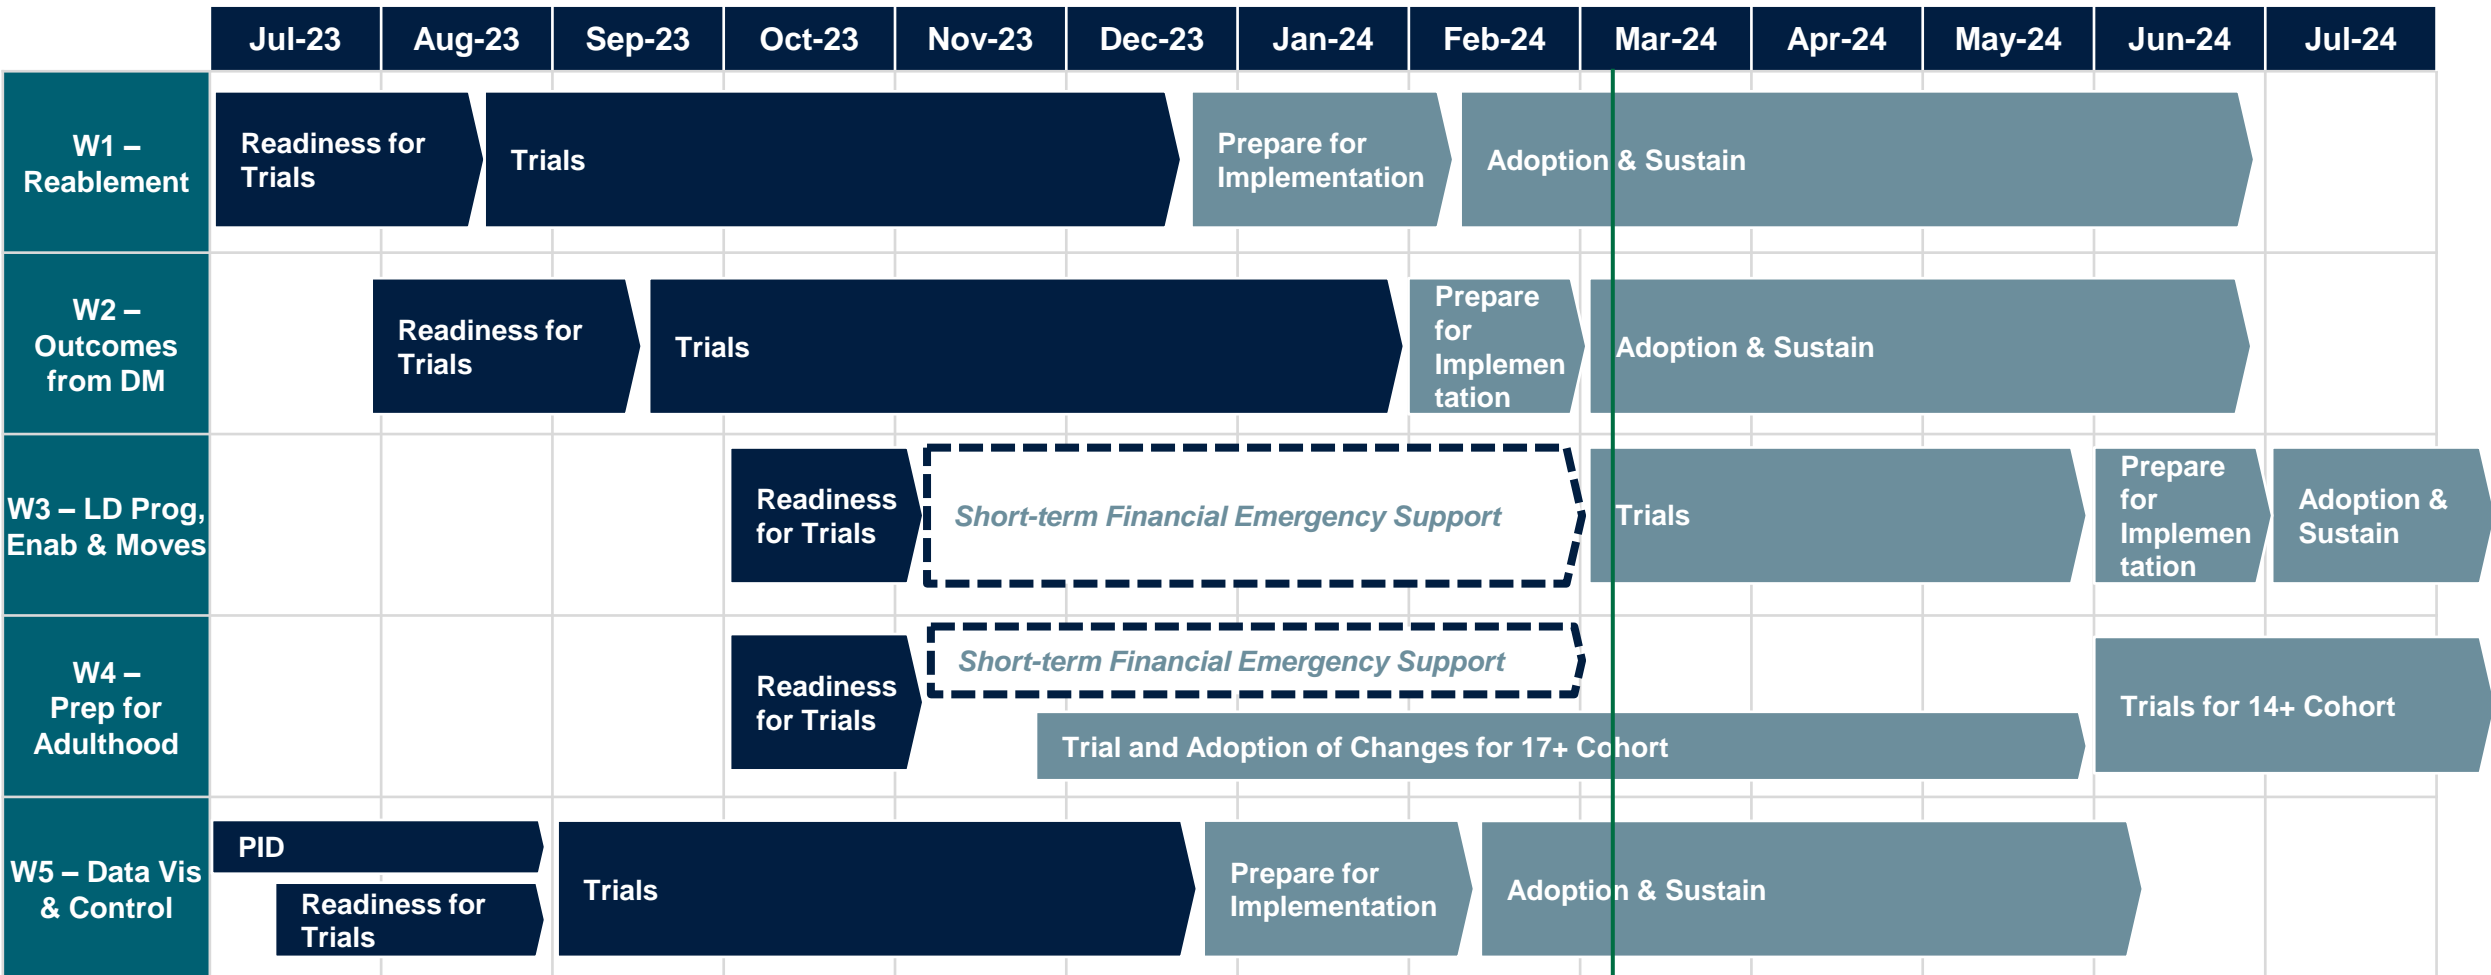 Jul-23
Aug-23
Sep-23
Oct-23
Nov-23
Dec-23
Jan-24
Feb-24
Mar-24
Apr-24
May-24
Jun-24
Jul-24
W1 –
Reablement
Readiness for
Trials
Trials
Prepare for
Implementation
Adoption & Sustain
W2 –
Outcomes
from DM
Readiness for
Trials
Trials
Prepare
for
Implemen
tation
Adoption & Sustain
W3 – LD Prog,
Enab & Moves
Readiness
for Trials
Short-term Financial Emergency Support
Trials
Prepare
for
Implemen
tation
Adoption &
Sustain
W4 –
Prep for
Adulthood
Readiness
for Trials
Short-term Financial Emergency Support
Trial and Adoption of Changes for 17+ Cohort
Trials for 14+ Cohort
W5 – Data Vis
& Control
PID
Readiness for
Trials
Trials
Prepare for
Implementation
Adoption & Sustain